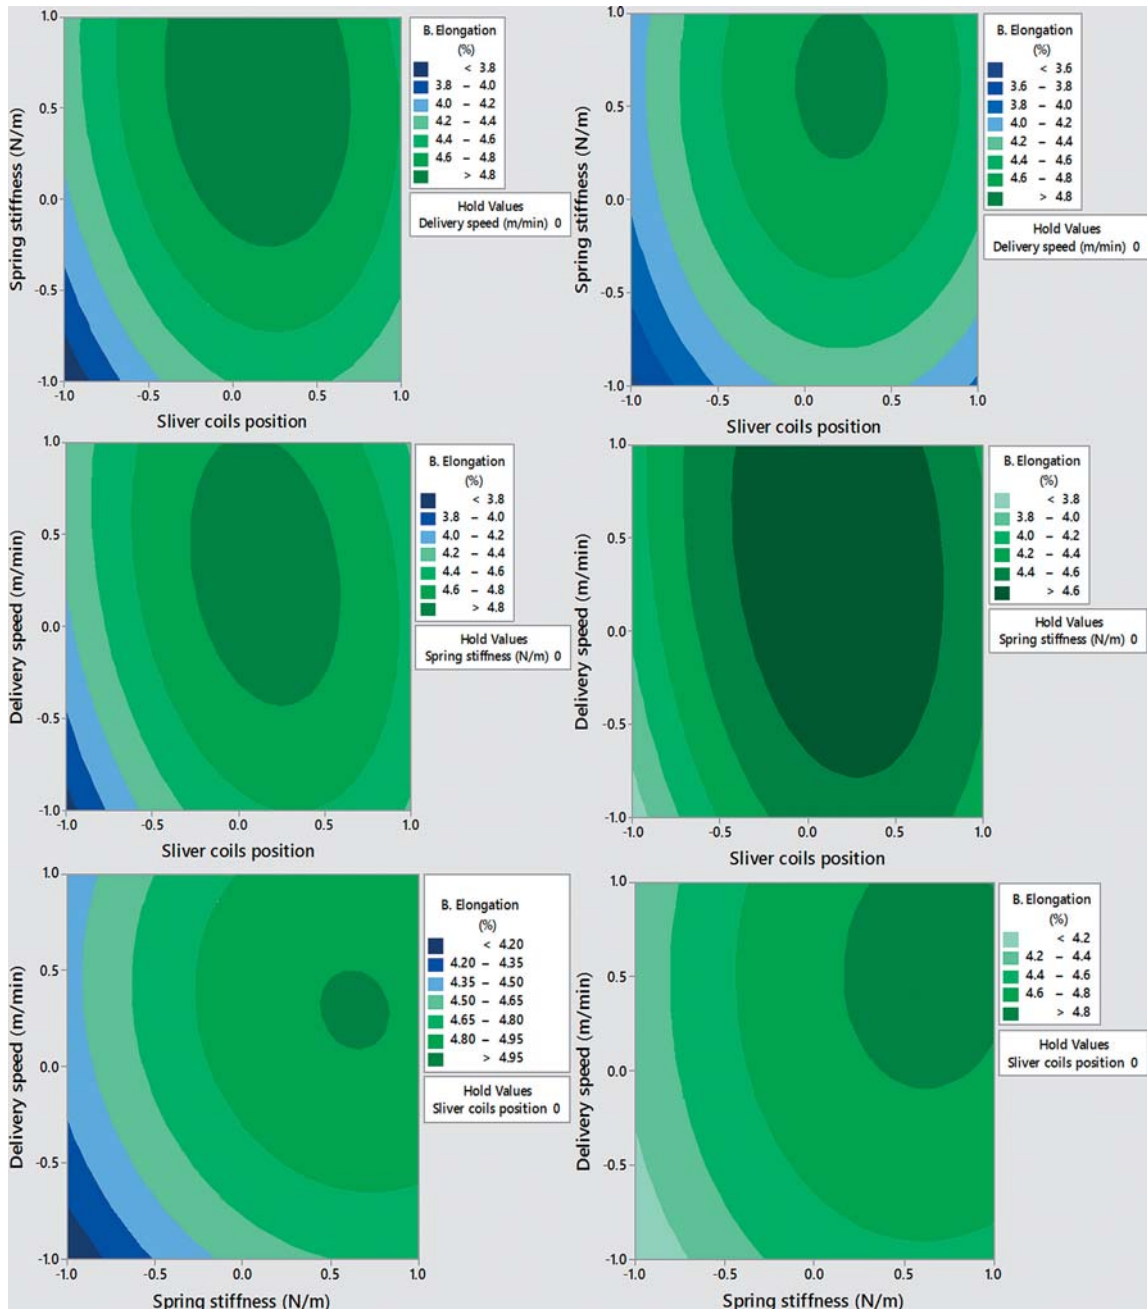 B. Elongation
(%)
< 3.8
3.8 – 4.0
4.0 – 4.2
4.2 – 4.4
4.4 – 4.6
4.6 – 4.8
> 4.8
Hold Values
Delivery speed (m/min) 0
Spring stiffness (N/m)
1.0
0.5
0.0
-0.5
-1.0
-1.0 -0.5 0.0 0.5 1.0
Sliver coils position
B. Elongation
(%)
< 3.6
3.6 – 3.8
3.8 – 4.0
4.0 – 4.2
4.2 – 4.4
4.4 – 4.6
4.6 – 4.8
> 4.8
Hold Values
Delivery speed (m/min) 0
Spring stiffness (N/m)
1.0
0.5
0.0
-0.5
-1.0
-1.0 -0.5 0.0 0.5 1.0
Sliver coils position
B. Elongation
(%)
< 3.8
3.8 – 4.0
4.0 – 4.2
4.2 – 4.4
4.4 – 4.6
4.6 – 4.8
> 4.8
Hold Values
Spring stiffness (N/m) 0
Delivery speed (m/min)
1.0
0.5
0.0
-0.5
-1.0
-1.0 -0.5 0.0 0.5 1.0
Sliver coils position
B. Elongation
(%)
< 3.8
3.8 – 4.0
4.0 – 4.2
4.2 – 4.4
4.4 – 4.6
> 4.6
Hold Values
Spring stiffness (N/m) 0
Delivery speed (m/min)
1.0
0.5
0.0
-0.5
-1.0
-1.0 -0.5 0.0 0.5 1.0
Sliver coils position
B. Elongation
(%)
< 4.20
4.20 – 4.35
4.35 – 4.50
4.50 – 4.65
4.65 – 4.80
4.80 – 4.95
> 4.95
Hold Values
Sliver coils position 0
Delivery speed (m/min)
1.0
0.5
0.0
-0.5
-1.0
-1.0 -0.5 0.0 0.5 1.0
Spring stiffness (N/m)
B. Elongation
(%)
< 4.2
4.2 – 4.4
4.4 – 4.6
4.6 – 4.8
> 4.8
Hold Values
Sliver coils position 0
Delivery speed (m/min)
1.0
0.5
0.0
-0.5
-1.0
-1.0 -0.5 0.0 0.5 1.0
Spring stiffness (N/m)